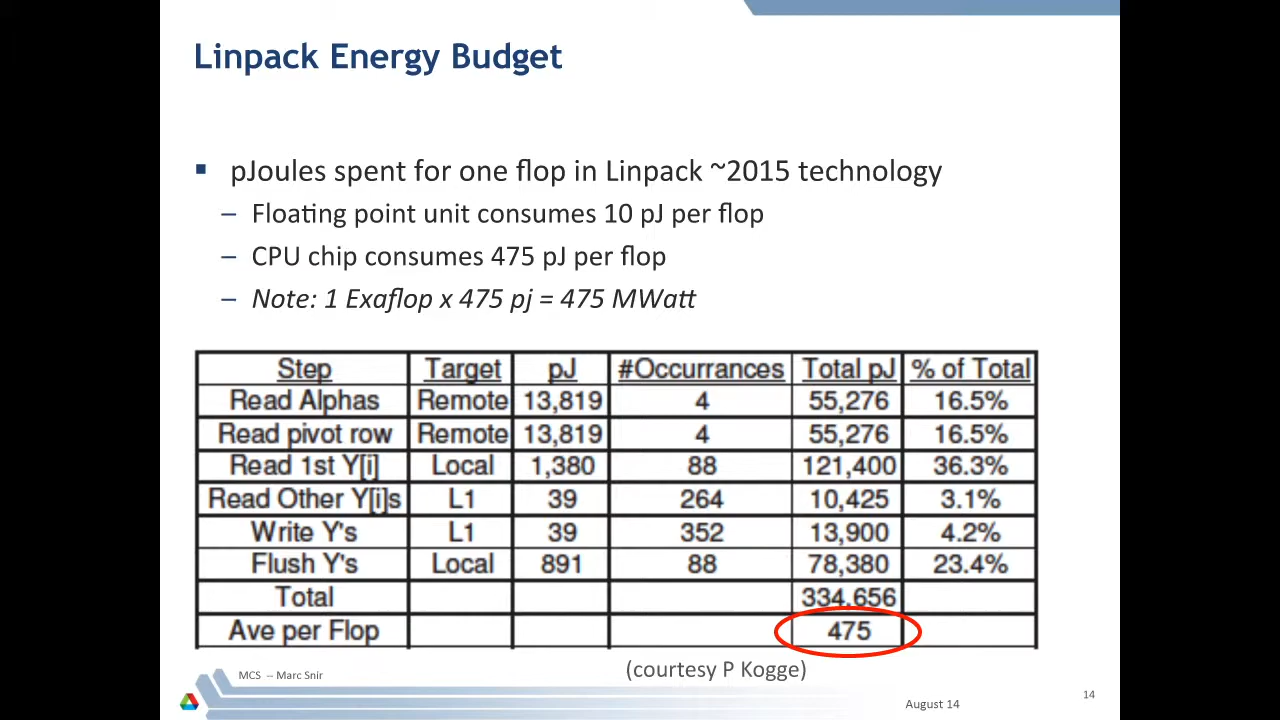 Linpack Energy Budget
▪ pJoules spent for one flop in Linpack ~2015 technology
– Floating point unit consumes 10 pJ per flop
– CPU chip consumes 475 pJ per flop
– Note: 1 Exaflop x 475 pj = 475 MWatt
Step Target pJ #Occurrances Total pJ % of Total
Read Alphas Remote 13,819 4 55,276 16.5%
Read pivot row Remote 13,819 4 55,276 16.5%
Read 1st Y[i] Local 1,380 88 121,400 36.3%
Read Other Y[i]s L1 39 264 10,425 3.1%
Write Y's L1 39 352 13,900 4.2%
Flush Y's Local 891 88 78,380 23.4%
Total 334,656
Ave per Flop 475
(courtesy P Kogge)
MCS -- Marc Snir
August 14
14